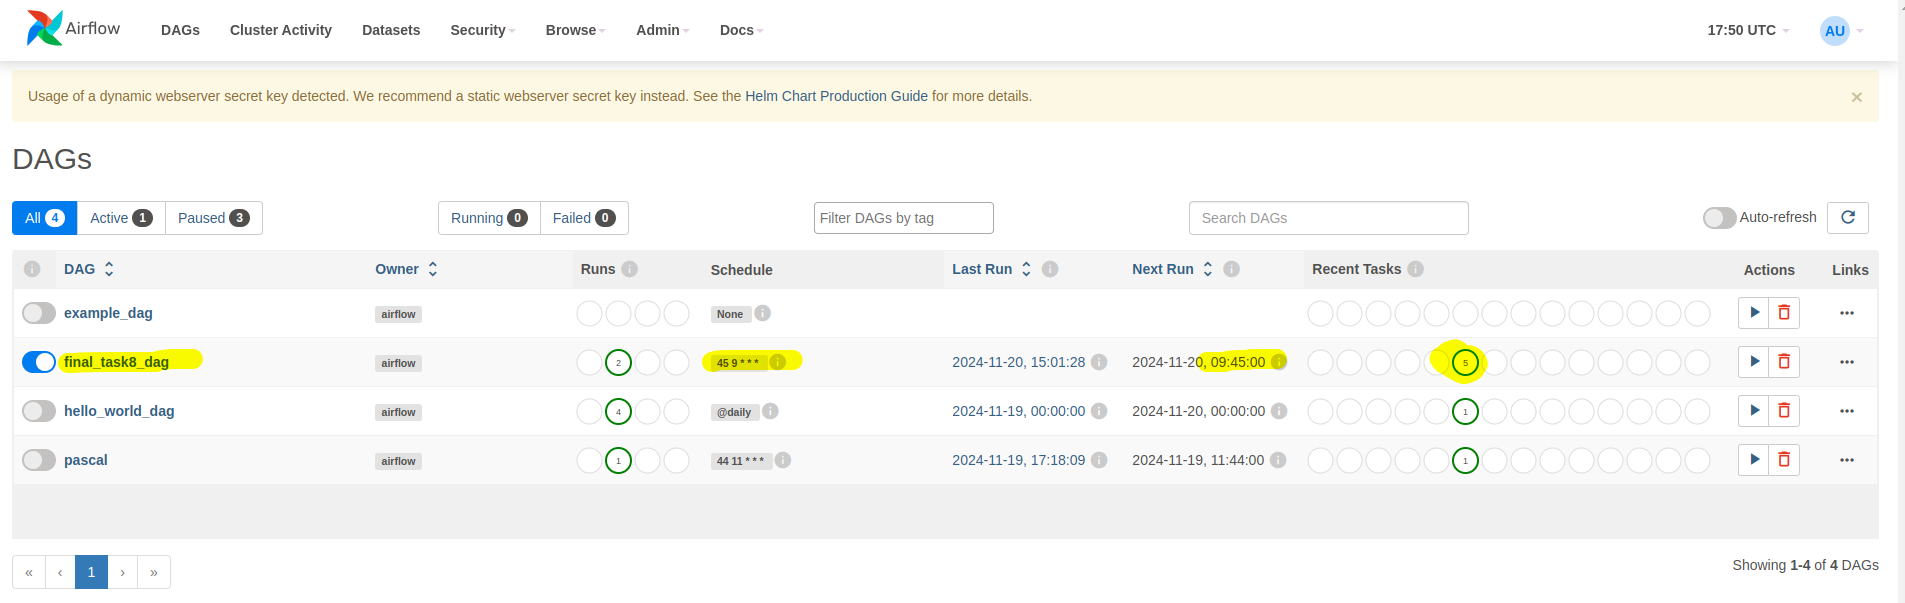 Airflow DAGs Cluster Activity Datasets Security Browse Admin Docs 17:50 UTC AU
Usage of a dynamic webserver secret key detected. We recommend a static webserver secret key instead. See the Helm Chart Production Guide for more details. ×
DAGs
All 4 Active 1 Paused 3 Running 0 Failed 0 Filter DAGs by tag Search DAGs Auto-refresh
i DAG Owner Runs i Schedule Last Run i Next Run i Recent Tasks i Actions Links
example_dag airflow None i ...
final_task8_dag airflow 2 45 9 * * * i 2024-11-20, 15:01:28 i 2024-11-20, 09:45:00 i 5 ...
hello_world_dag airflow 4 @daily i 2024-11-19, 00:00:00 i 2024-11-20, 00:00:00 i 1 ...
pascal airflow 1 44 11 * * * i 2024-11-19, 17:18:09 i 2024-11-19, 11:44:00 i 1 ...
« ‹ 1 › » Showing 1-4 of 4 DAGs